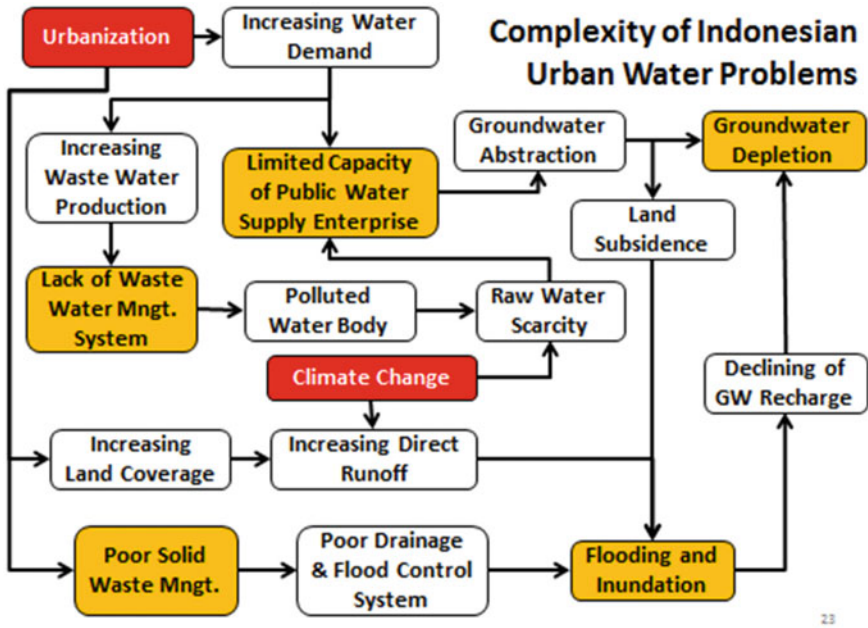 Complexity of Indonesian
Urban Water Problems
Urbanization
Increasing Water
Demand
Increasing
Waste Water
Production
Limited Capacity
of Public Water
Supply Enterprise
Groundwater
Abstraction
Groundwater
Depletion
Land
Subsidence
Lack of Waste
Water Mngt.
System
Polluted
Water Body
Raw Water
Scarcity
Climate Change
Declining of
GW Recharge
Increasing
Land Coverage
Increasing Direct
Runoff
Poor Solid
Waste Mngt.
Poor Drainage
& Flood Control
System
Flooding and
Inundation
23